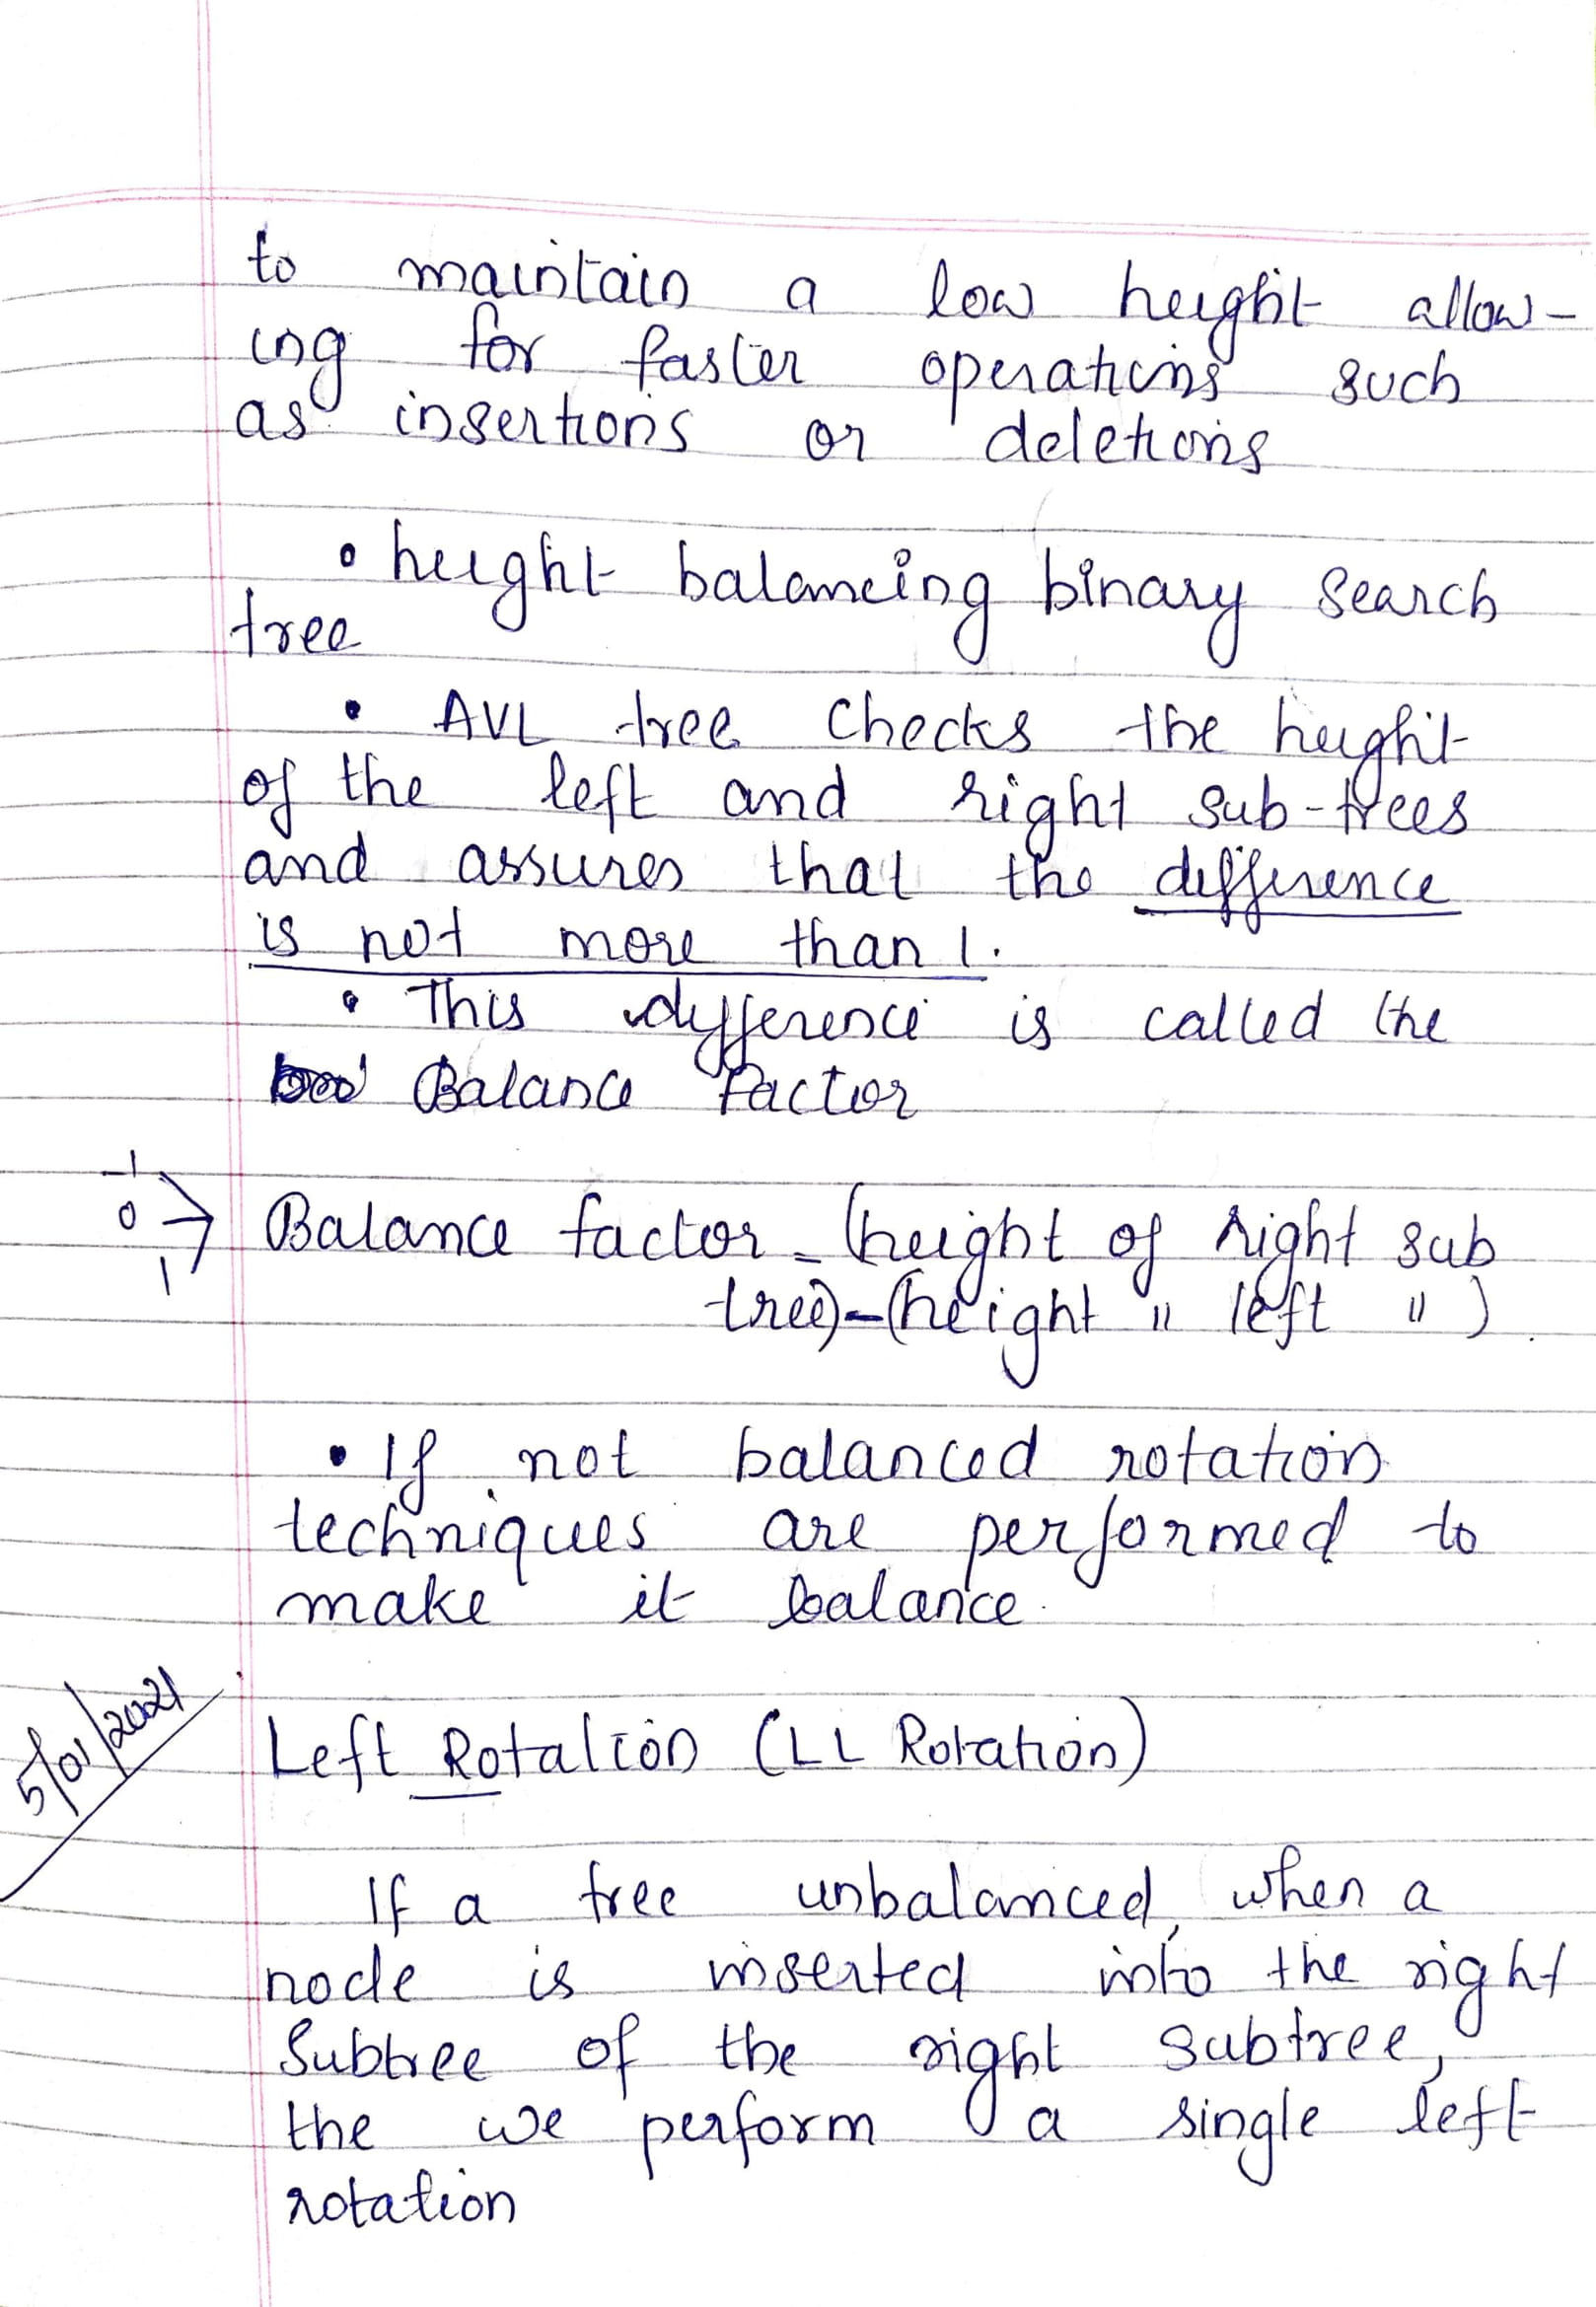 to maintain a low height allow-
ing for faster operations such
as insertions or deletions
• height balancing binary search
tree
• AVL tree checks the height
of the left and right sub-trees
and assures that the difference
is not more than 1.
• This difference is called the
Balance Factor
-1
0
1
Balance factor = (height of right sub
tree) - (height " left " )
• If not balanced rotation
techniques are performed to
make it balance.
5/01/2021
Left Rotation (LL Rotation)
If a tree unbalanced, when a
node is inserted into the right
Subtree of the right subtree,
the we perform a single left
rotation